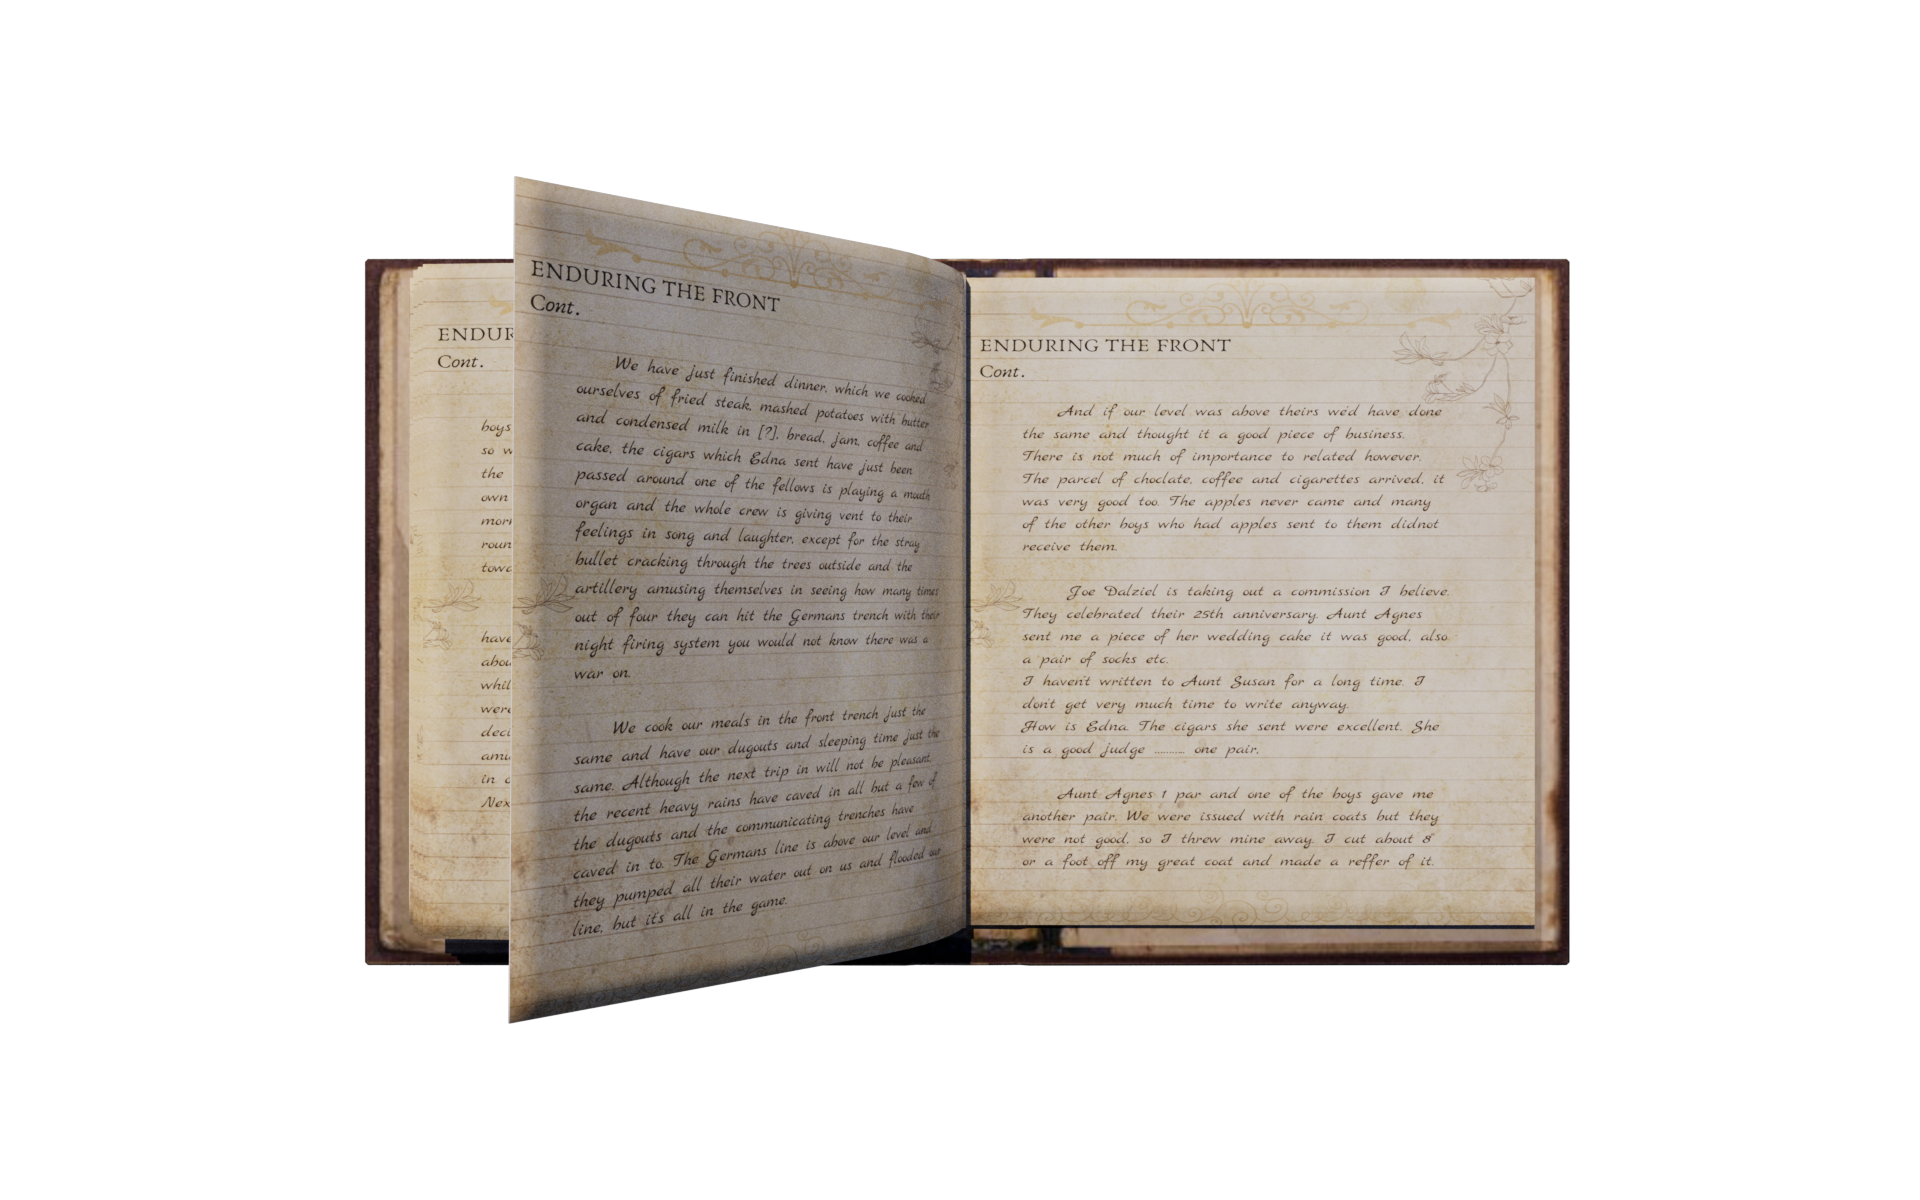 ENDUR
Cont.
boys
so w
the
own
morn
roun
towa
have
abou
whil
were
deci
amu
in
Nex
ENDURING THE FRONT
Cont.
We have just finished dinner, which we cooked
ourselves of fried steak, mashed potatoes with butter
and condensed milk in [?], bread, jam, coffee and
cake, the cigars which Edna sent have just been
passed around one of the fellows is playing a mouth
organ and the whole crew is giving vent to their
feelings in song and laughter, except for the stray
bullet cracking through the trees outside and the
artillery amusing themselves in seeing how many times
out of four they can hit the Germans trench with their
night firing system you would not know there was a
war on.
We cook our meals in the front trench just the
same and have our dugouts and sleeping time just the
same. Although the next trip in will not be pleasant,
the recent heavy rains have caved in all but a few of
the dugouts and the communicating trenches have
caved in to. The Germans line is above our level and
they pumped all their water out on us and flooded our
line, but it's all in the game.
ENDURING THE FRONT
Cont.
And if our level was above theirs we'd have done
the same and thought it a good piece of business.
There is not much of importance to related however.
The parcel of choclate, coffee and cigarettes arrived, it
was very good too. The apples never came and many
of the other boys who had apples sent to them didnot
receive them.
Joe Dalziel is taking out a commission I believe.
They celebrated their 25th anniversary. Aunt Agnes
sent me a piece of her wedding cake it was good, also
a pair of socks etc.
I haven't written to Aunt Susan for a long time. I
don't get very much time to write anyway.
How is Edna. The cigars she sent were excellent. She
is a good judge .......... one pair,
Aunt Agnes 1 par and one of the boys gave me
another pair. We were issued with rain coats but they
were not good, so I threw mine away. I cut about 8"
or a foot off my great coat and made a reffer of it.